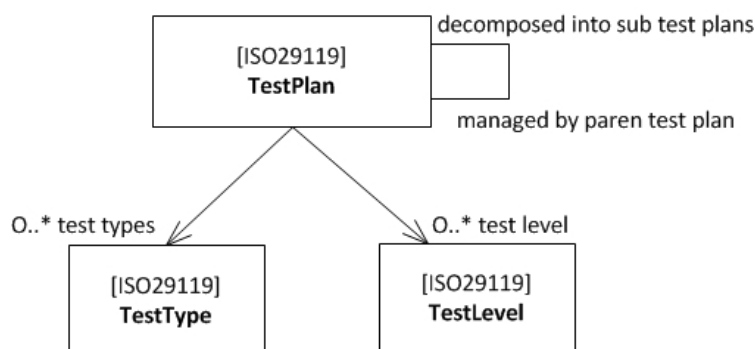 decomposed into sub test plans
[ISO29119]
TestPlan
managed by paren test plan
O..* test types
O..* test level
[ISO29119]
TestType
[ISO29119]
TestLevel